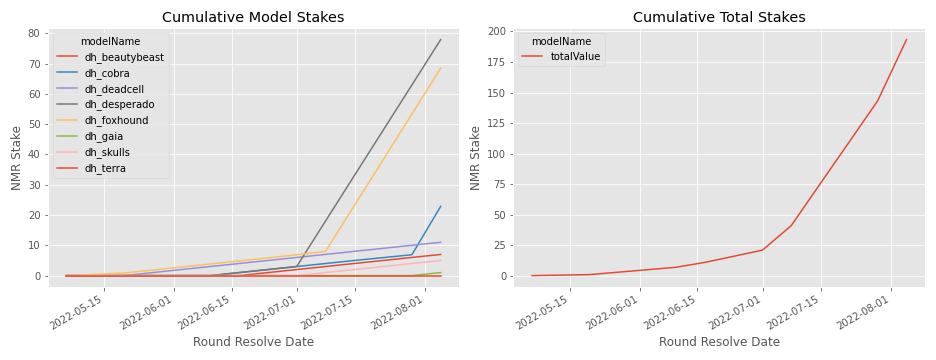 Cumulative Model Stakes
80
70
60
50
40
30
20
10
0
NMR Stake
modelName
dh_beautybeast
dh_cobra
dh_deadcell
dh_desperado
dh_foxhound
dh_gaia
dh_skulls
dh_terra
2022-05-15
2022-06-01
2022-06-15
2022-07-01
2022-07-15
2022-08-01
Round Resolve Date
Cumulative Total Stakes
200
175
150
125
100
75
50
25
0
NMR Stake
modelName
totalValue
2022-05-15
2022-06-01
2022-06-15
2022-07-01
2022-07-15
2022-08-01
Round Resolve Date